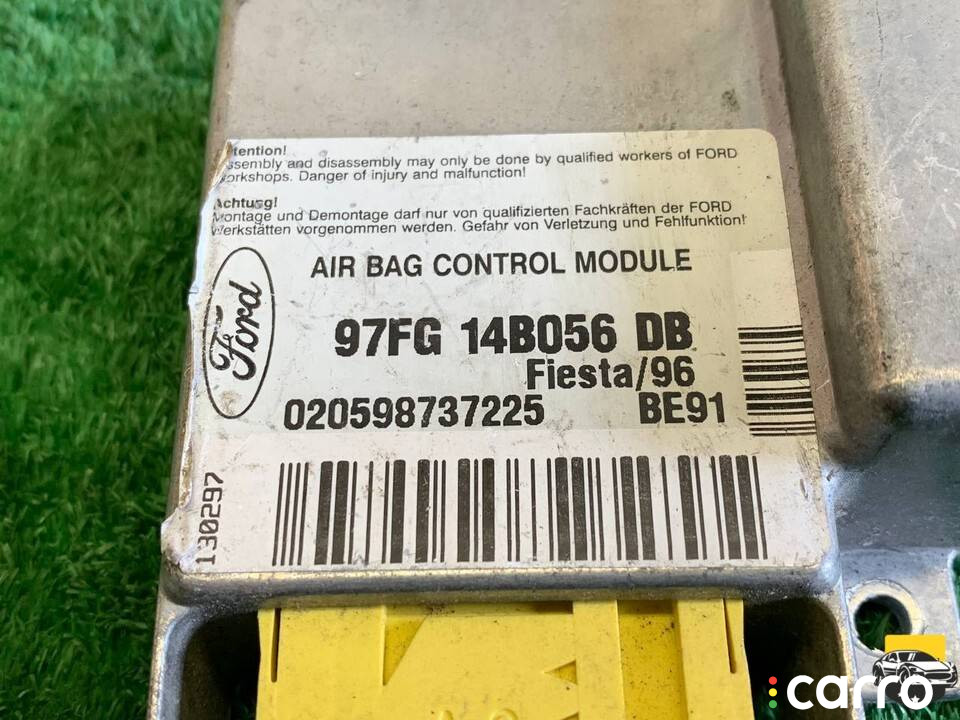 ttention!
ssembly and disassembly may only be done by qualified workers of FORD
orkshops. Danger of injury and malfunction!
Achtung!
Montage und Demontage darf nur von qualifizierten Fachkräften der FORD
Werkstätten vorgenommen werden. Gefahr von Verletzung und Fehlfunktion!
Ford
AIR BAG CONTROL MODULE
97FG 14B056 DB
Fiesta/96
020598737225 BE91
130297
carro